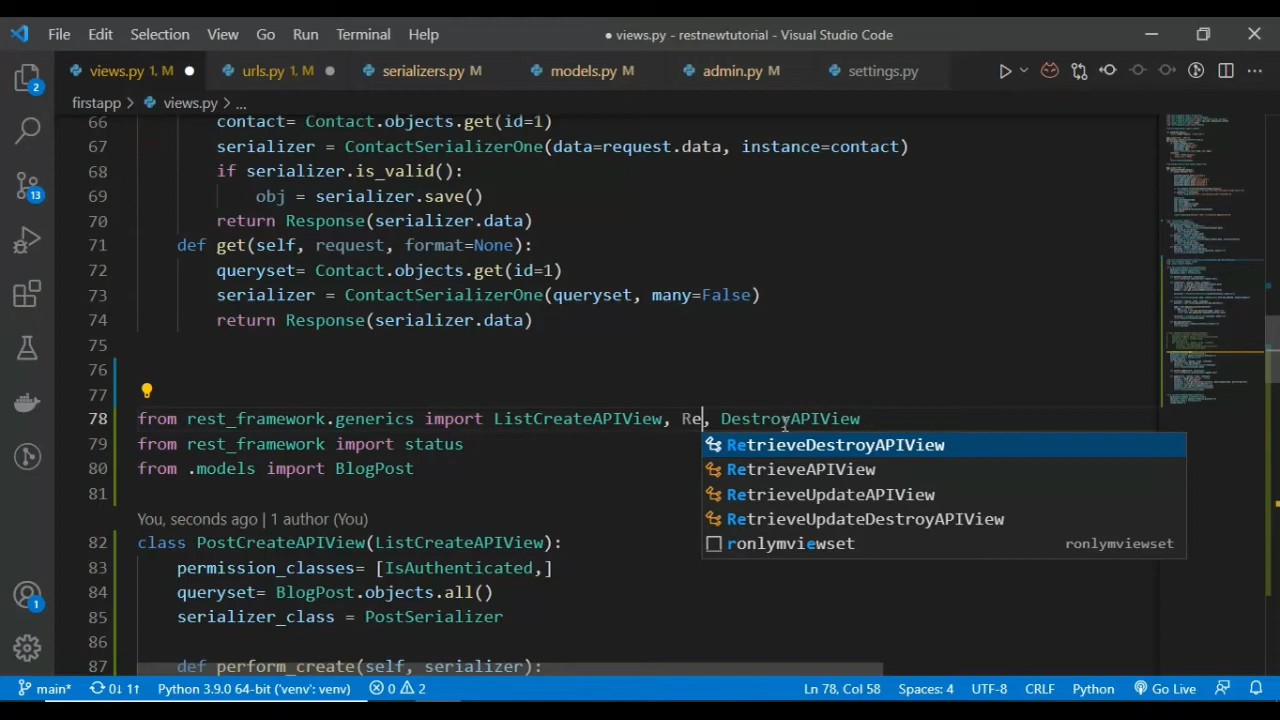 File Edit Selection View Go Run Terminal Help ● views.py - restnewtutorial - Visual Studio Code
views.py 1, M ● urls.py 1, M ● serializers.py M ● models.py M ● admin.py M ● settings.py
firstapp > views.py > ...
66 contact= Contact.objects.get(id=1)
67 serializer = ContactSerializerOne(data=request.data, instance=contact)
68 if serializer.is_valid():
69 obj = serializer.save()
70 return Response(serializer.data)
71 def get(self, request, format=None):
72 queryset= Contact.objects.get(id=1)
73 serializer = ContactSerializerOne(queryset, many=False)
74 return Response(serializer.data)
75
76
77
78 from rest_framework.generics import ListCreateAPIView, Re, DestroyAPIView
79 from rest_framework import status
RetrieveDestroyAPIView
80 from .models import BlogPost
RetrieveAPIView
81
RetrieveUpdateAPIView
You, seconds ago | 1 author (You)
RetrieveUpdateDestroyAPIView
82 class PostCreateAPIView(ListCreateAPIView):
ronlymviewset ronlymviewset
83 permission_classes= [IsAuthenticated,]
84 queryset= BlogPost.objects.all()
85 serializer_class = PostSerializer
86
87 def perform_create(self, serializer):
2
13
1
main* 0↓ 1↑ Python 3.9.0 64-bit ('venv': venv) 0 2 Ln 78, Col 58 Spaces: 4 UTF-8 CRLF Python Go Live